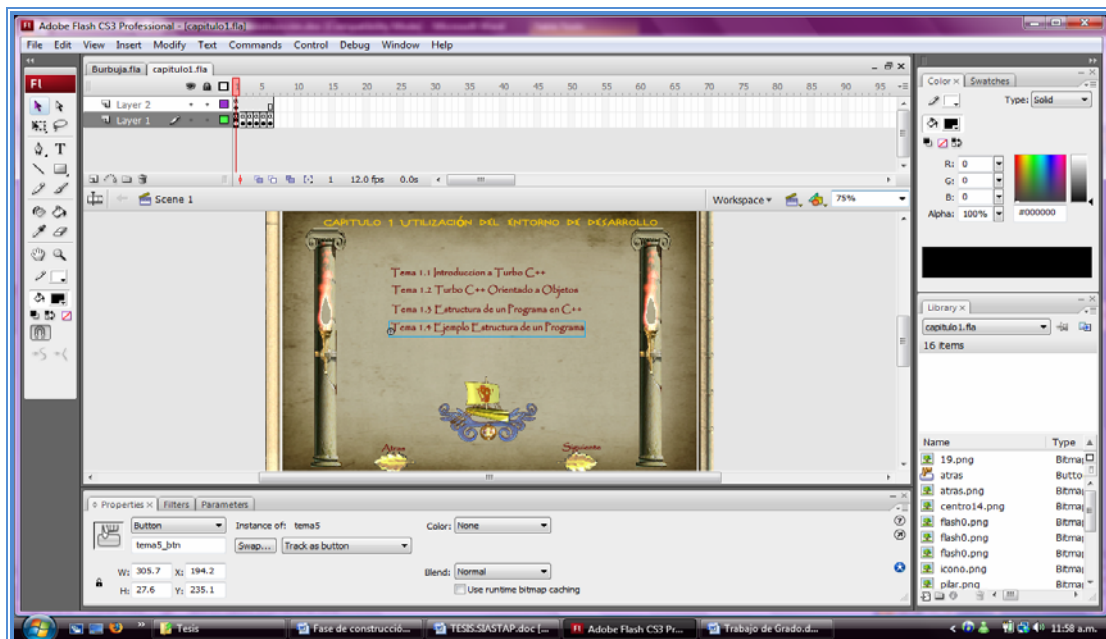 Adobe Flash CS3 Professional - [capitulo1.fla]
File Edit View Insert Modify Text Commands Control Debug Window Help
Burbuja.fla capitulo1.fla
5 10 15 20 25 30 35 40 45 50 55 60 65 70 75 80 85 90 95
Layer 2
Layer 1
1 12.0 fps 0.0s
Scene 1
Workspace 75%
CAPITULO 1 UTILIZACIÓN DEL ENTORNO DE DESARROLLO
Tema 1.1 Introduccion a Turbo C++
Tema 1.2 Turbo C++ Orientado a Objetos
Tema 1.3 Estructura de un Programa en C++
Tema 1.4 Ejemplo Estructura de un Programa
Atras
Siguiente
Properties Filters Parameters
Button Instance of: tema5 Color: None
tema5_btn Swap... Track as button
W: 305.7 X: 194.2 Blend: Normal
H: 27.6 Y: 235.1 Use runtime bitmap caching
Fl
Color Swatches
Type: Solid
R: 0
G: 0
B: 0
Alpha: 100% #000000
Library
capitulo1.fla
16 items
Name Type
19.png Bitmap
atras Butto
atras.png Bitmap
centro14.png Bitmap
flash0.png Bitmap
flash0.png Bitmap
flash0.png Bitmap
icono.png Bitmap
pilar.png Bitmap
Tesis Fase de construcció... TESIS.SIASTAP.doc [... Adobe Flash CS3 Pr... Trabajo de Grado.d... 11:58 a.m.